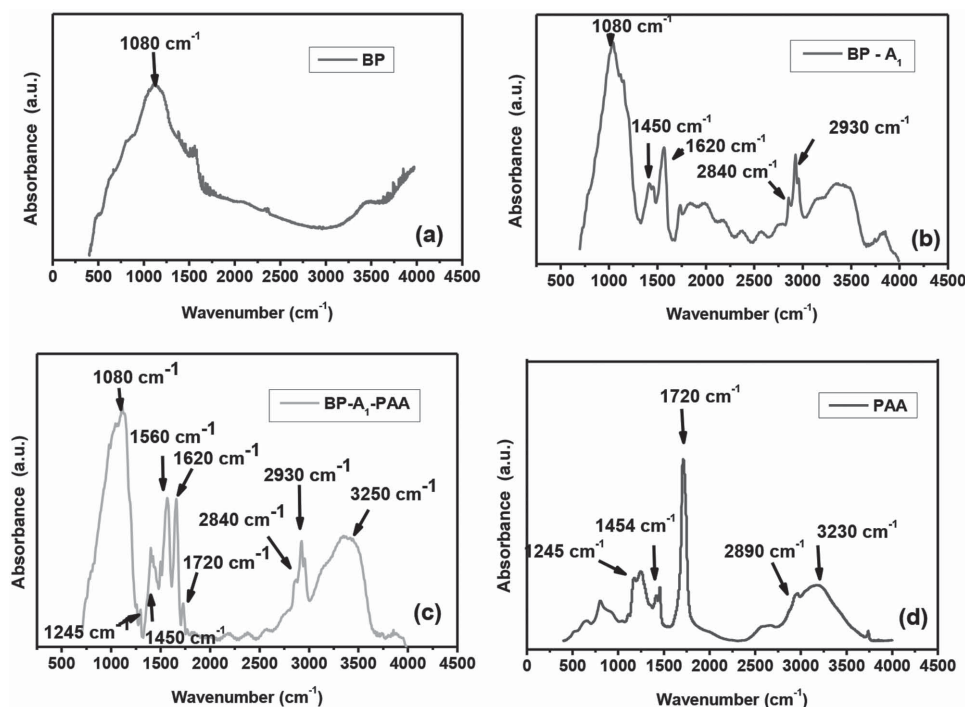 1080 cm-1
BP
Absorbance (a.u.)
(a)
0 500 1000 1500 2000 2500 3000 3500 4000 4500
Wavenumber (cm-1)
1080 cm-1
BP - A1
1450 cm-1
2930 cm-1
1620 cm-1
2840 cm-1
Absorbance (a.u.)
(b)
500 1000 1500 2000 2500 3000 3500 4000 4500
Wavenumber (cm-1)
1080 cm-1
BP-A1-PAA
1560 cm-1
1620 cm-1
2930 cm-1
3250 cm-1
2840 cm-1
1720 cm-1
Absorbance (a.u.)
1245 cm-1
1450 cm-1
(c)
500 1000 1500 2000 2500 3000 3500 4000 4500
Wavenumber (cm-1)
1720 cm-1
PAA
1454 cm-1
1245 cm-1
3230 cm-1
2890 cm-1
Absorbance (a.u.)
(d)
0 500 1000 1500 2000 2500 3000 3500 4000 4500
Wavenumber (cm-1)